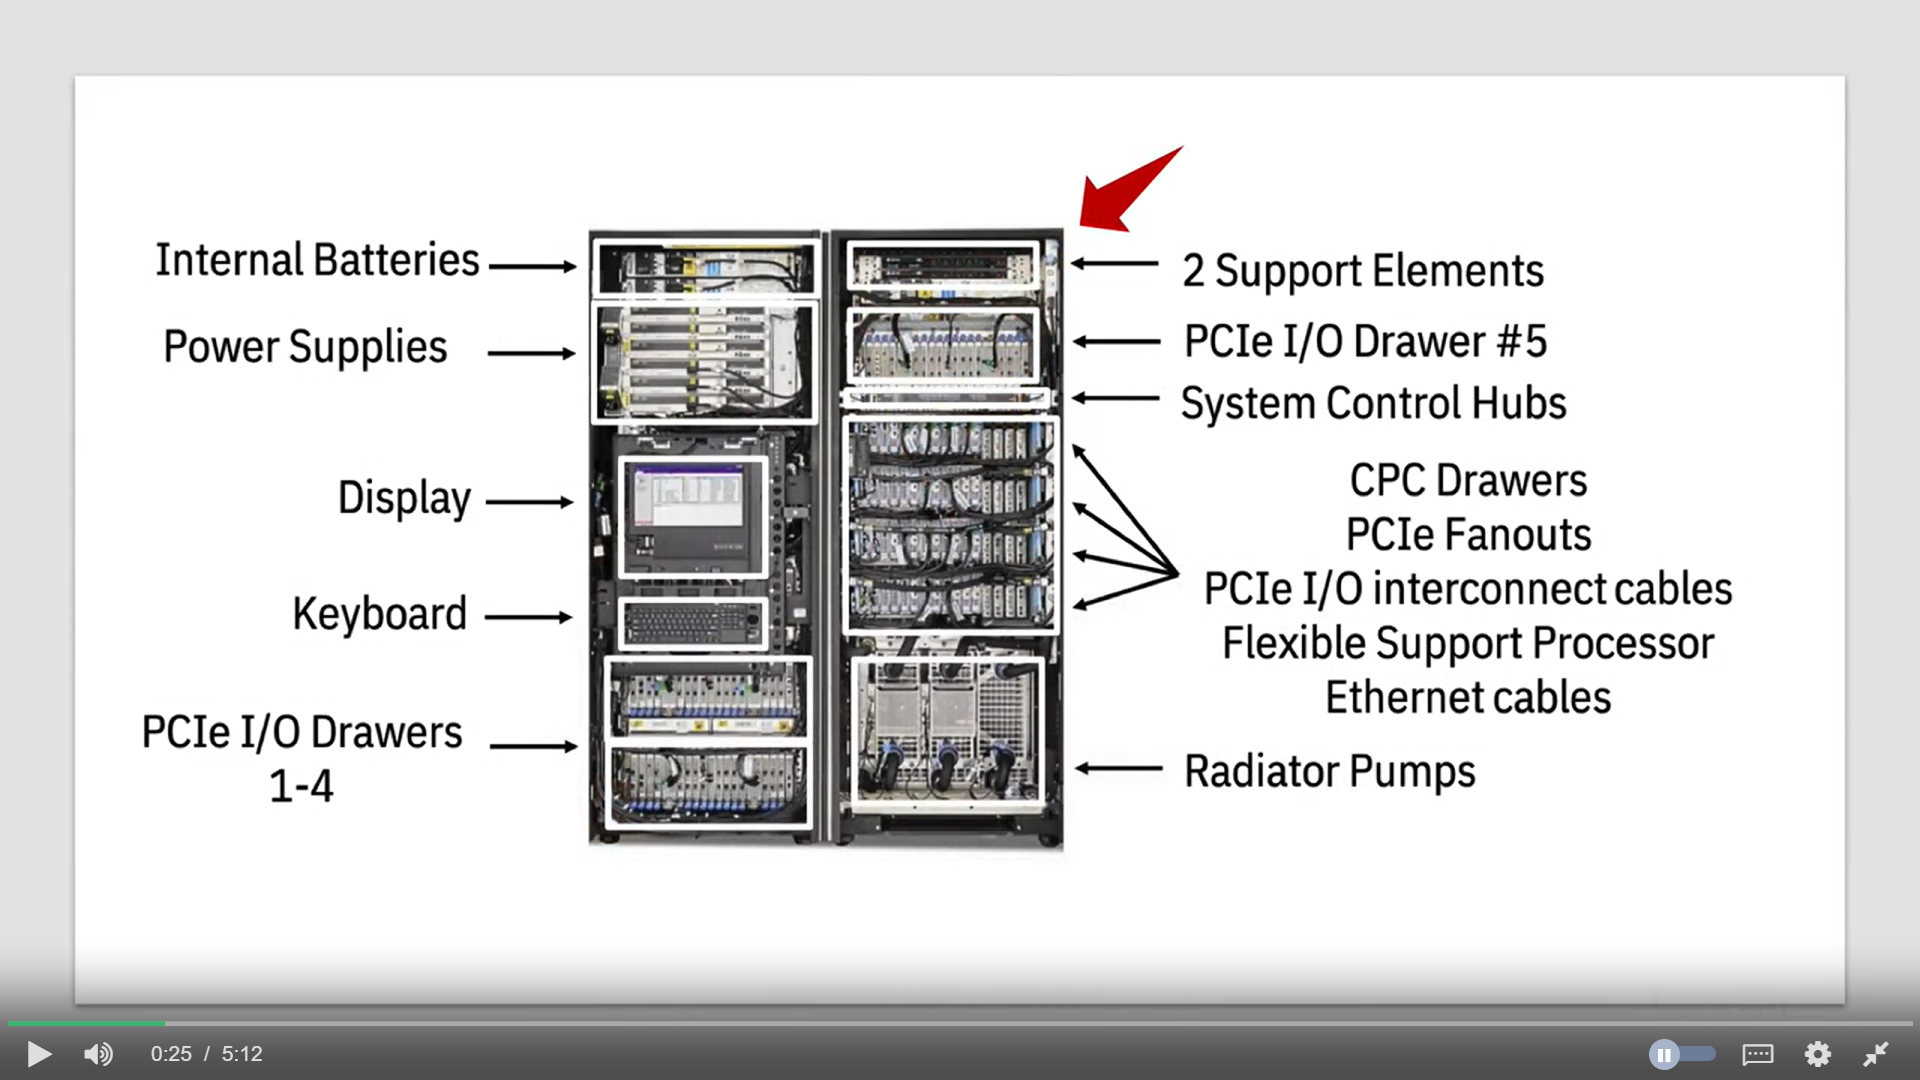 Internal Batteries
Power Supplies
Display
Keyboard
PCIe I/O Drawers
1-4
2 Support Elements
PCIe I/O Drawer #5
System Control Hubs
CPC Drawers
PCIe Fanouts
PCIe I/O interconnect cables
Flexible Support Processor
Ethernet cables
Radiator Pumps
0:25 / 5:12